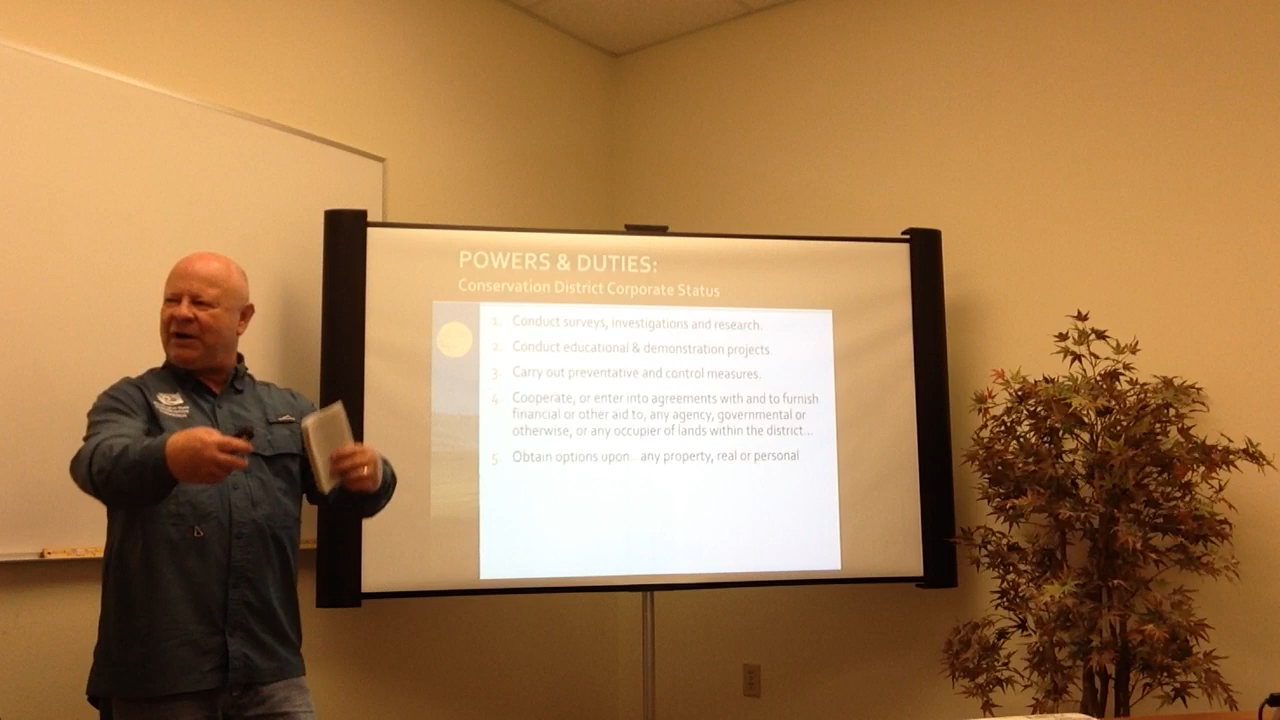 POWERS & DUTIES:
Conservation District Corporate Status
1. Conduct surveys, investigations and research.
2. Conduct educational & demonstration projects
3. Carry out preventative and control measures.
4. Cooperate, or enter into agreements with and to furnish
financial or other aid to, any agency, governmental or
otherwise, or any occupier of lands within the district...
5. Obtain options upon... any property, real or personal